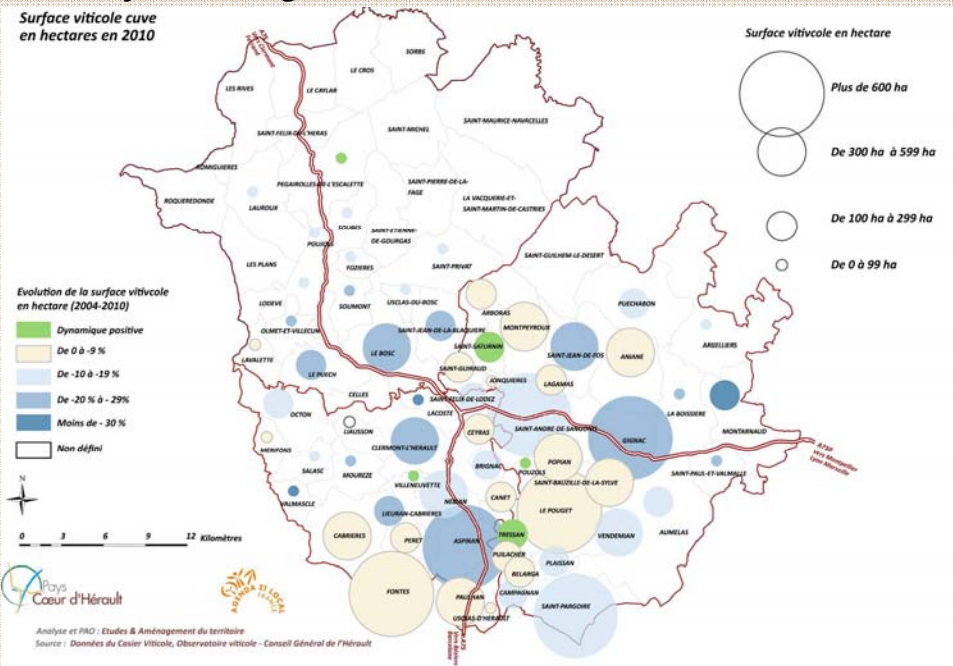 Surface viticole cuve
en hectares en 2010
Surface vitivcole en hectare
Plus de 600 ha
De 300 ha à 599 ha
De 100 ha à 299 ha
De 0 à 99 ha
SORBS
LE CROS
LES RIVES
LE CAYLAR
SAINT-MAURICE-NAVACELLES
SAINT-MICHEL
SAINT-FELIX-DE-L'HERAS
ROMIGUIERES
PEGAIROLLES-DE-L'ESCALETTE
SAINT-PIERRE-DE-LA-
FAGE
ROQUEREDONDE
LAUROUX
LA VACQUERIE-ET-
SAINT-MARTIN-DE-CASTRIES
SOUBES
SAINT-ETIENNE-
DE-GOURGAS
POUJOLS
SAINT-GUILHEM-LE-DESERT
LES PLANS
FOZIERES
SAINT-PRIVAT
Evolution de la surface vitivcole
en hectare (2004-2010)
Dynamique positive
De 0 à -9 %
De -10 à -19 %
De -20 % à - 29%
Moins de - 30 %
Non défini
LODEVE
SOUMONT
USCLAS-DU-BOSC
PUECHABON
ARBORAS
OLMET-ET-VILLECUN
SAINT-JEAN-DE-LA-BLAQUIERE
MONTPEYROUX
ARGELLIERS
LAVALETTE
LE BOSC
SAINT-SATURNIN
SAINT-JEAN-DE-FOS
ANIANE
LE PUECH
SAINT-GUIRAUD
JONQUIERES
LAGAMAS
CELLES
SAINT-FELIX-DE-LODEZ
OCTON
LACOSTE
LA BOISSIERE
LIAUSSON
CEYRAS
SAINT-ANDRE-DE-SANGONIS
GIGNAC
MONTARNAUD
MERIFONS
CLERMONT-L'HERAULT
A750
vers Montpellier
Lyon Marseille
SALASC
MOUREZE
BRIGNAC
POPIAN
POUZOLS
SAINT-PAUL-ET-VALMALLE
VILLENEUVETTE
SAINT-BAUZILLE-DE-LA-SYLVE
VALMASCLE
NEBIAN
CANET
LIEURAN-CABRIERES
LE POUGET
CABRIERES
PERET
ASPIRAN
TRESSAN
VENDEMIAN
AUMELAS
PUILACHER
PLAISSAN
BELARGA
FONTES
PAULHAN
CAMPAGNAN
SAINT-PARGOIRE
USCLAS-D'HERAULT
N
0 3 6 9 12 Kilomètres
Pays
Cœur d'Hérault
AGENDA 21 LOCAL
FRANCE
Analyse et PAO : Etudes & Aménagement du territoire
Source : Données du Casier Viticole, Observatoire viticole - Conseil Général de l'Hérault